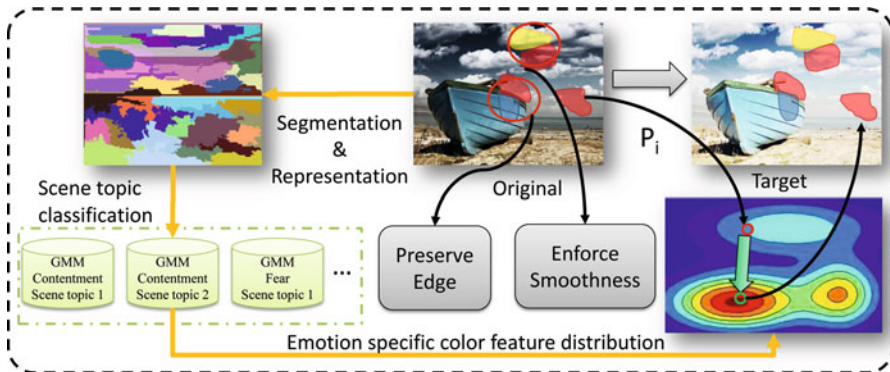 Segmentation
&
Representation
Original
P_i
Target
Scene topic
classification
GMM
Contentment
Scene topic 1
GMM
Contentment
Scene topic 2
GMM
Fear
Scene topic 1
...
Preserve
Edge
Enforce
Smoothness
Emotion specific color feature distribution